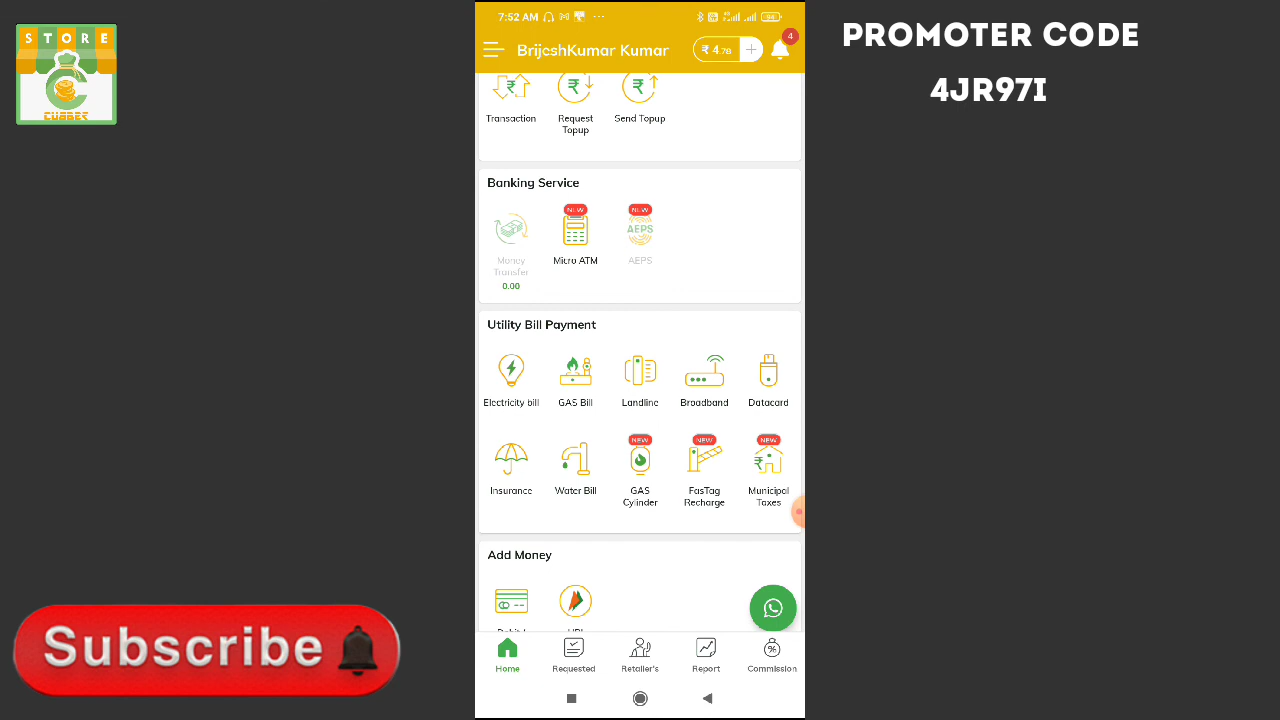 STORE
CUBBER
PROMOTER CODE
4JR97I
7:52 AM
BrijeshKumar Kumar
₹ 4.78 +
4
Transaction
Request Topup
Send Topup
Banking Service
NEW
NEW
AEPS
Money Transfer
Micro ATM
AEPS
0.00
Utility Bill Payment
Electricity bill
GAS Bill
Landline
Broadband
Datacard
NEW
NEW
NEW
Insurance
Water Bill
GAS Cylinder
FasTag Recharge
Municipal Taxes
Add Money
Home
Requested
Retailer's
Report
Commission
Subscribe